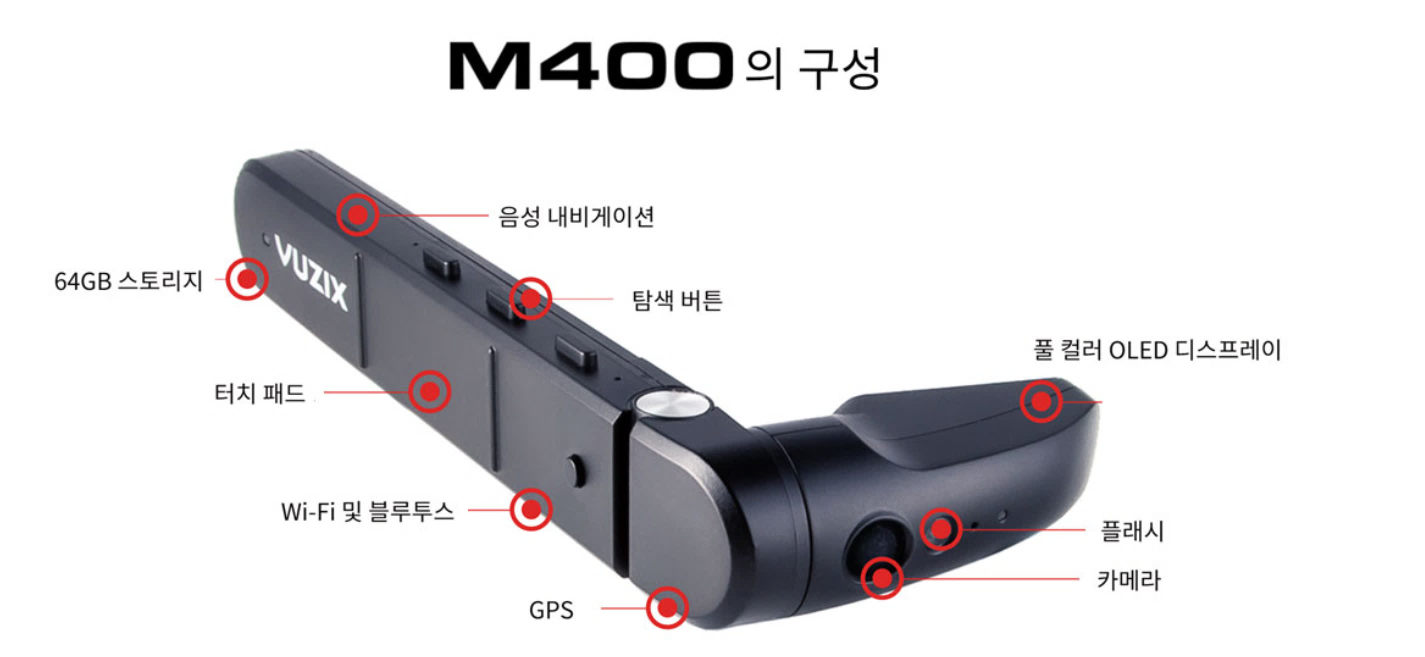 M400의 구성
음성 내비게이션
VUZIX
64GB 스토리지
탐색 버튼
풀 컬러 OLED 디스프레이
터치 패드
Wi-Fi 및 블루투스
플래시
카메라
GPS